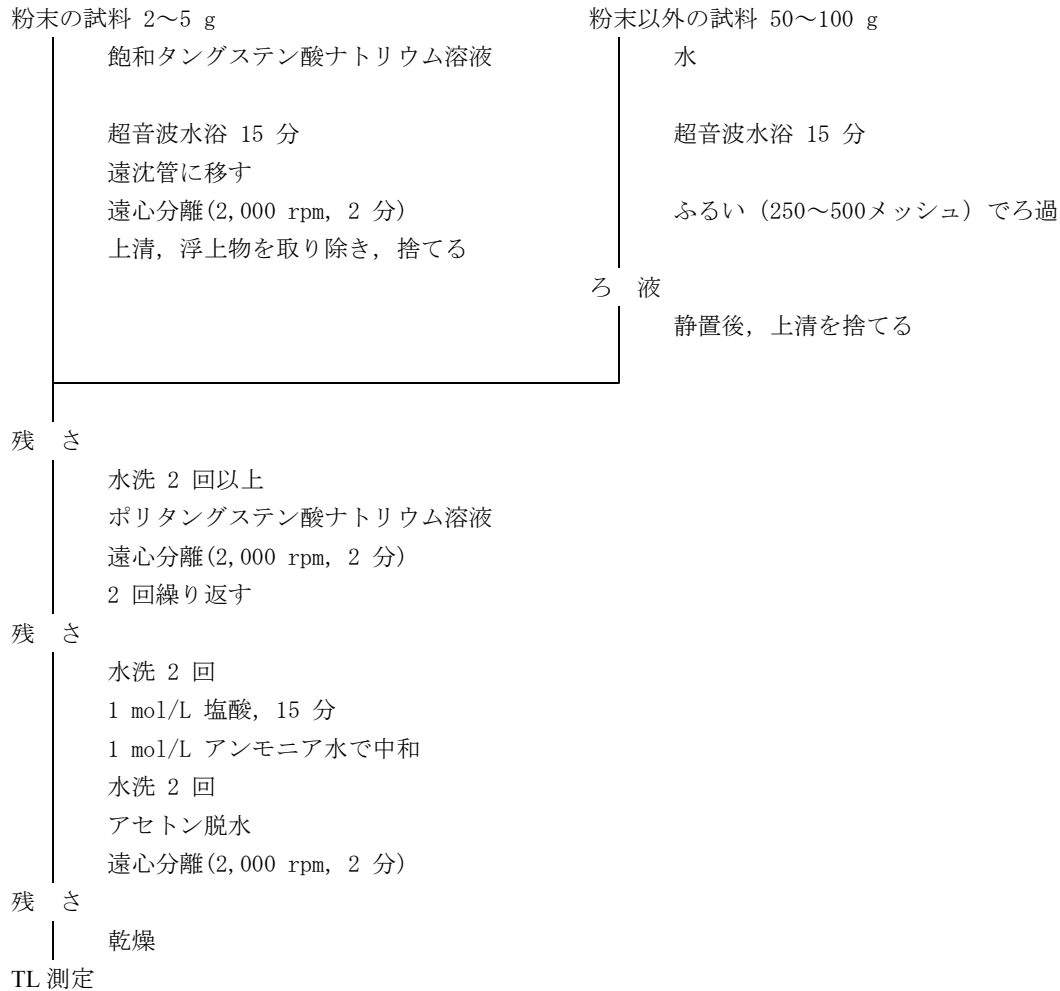 粉末の試料 2～5 g
飽和タングステン酸ナトリウム溶液
超音波水浴 15 分
遠沈管に移す
遠心分離(2,000 rpm, 2 分)
上清, 浮上物を取り除き, 捨てる
粉末以外の試料 50～100 g
水
超音波水浴 15 分
ふるい (250～500メッシュ) でろ過
ろ 液
静置後, 上清を捨てる
残 さ
水洗 2 回以上
ポリタングステン酸ナトリウム溶液
遠心分離(2,000 rpm, 2 分)
2 回繰り返す
残 さ
水洗 2 回
1 mol/L 塩酸, 15 分
1 mol/L アンモニア水で中和
水洗 2 回
アセトン脱水
遠心分離(2,000 rpm, 2 分)
残 さ
乾燥
TL 測定